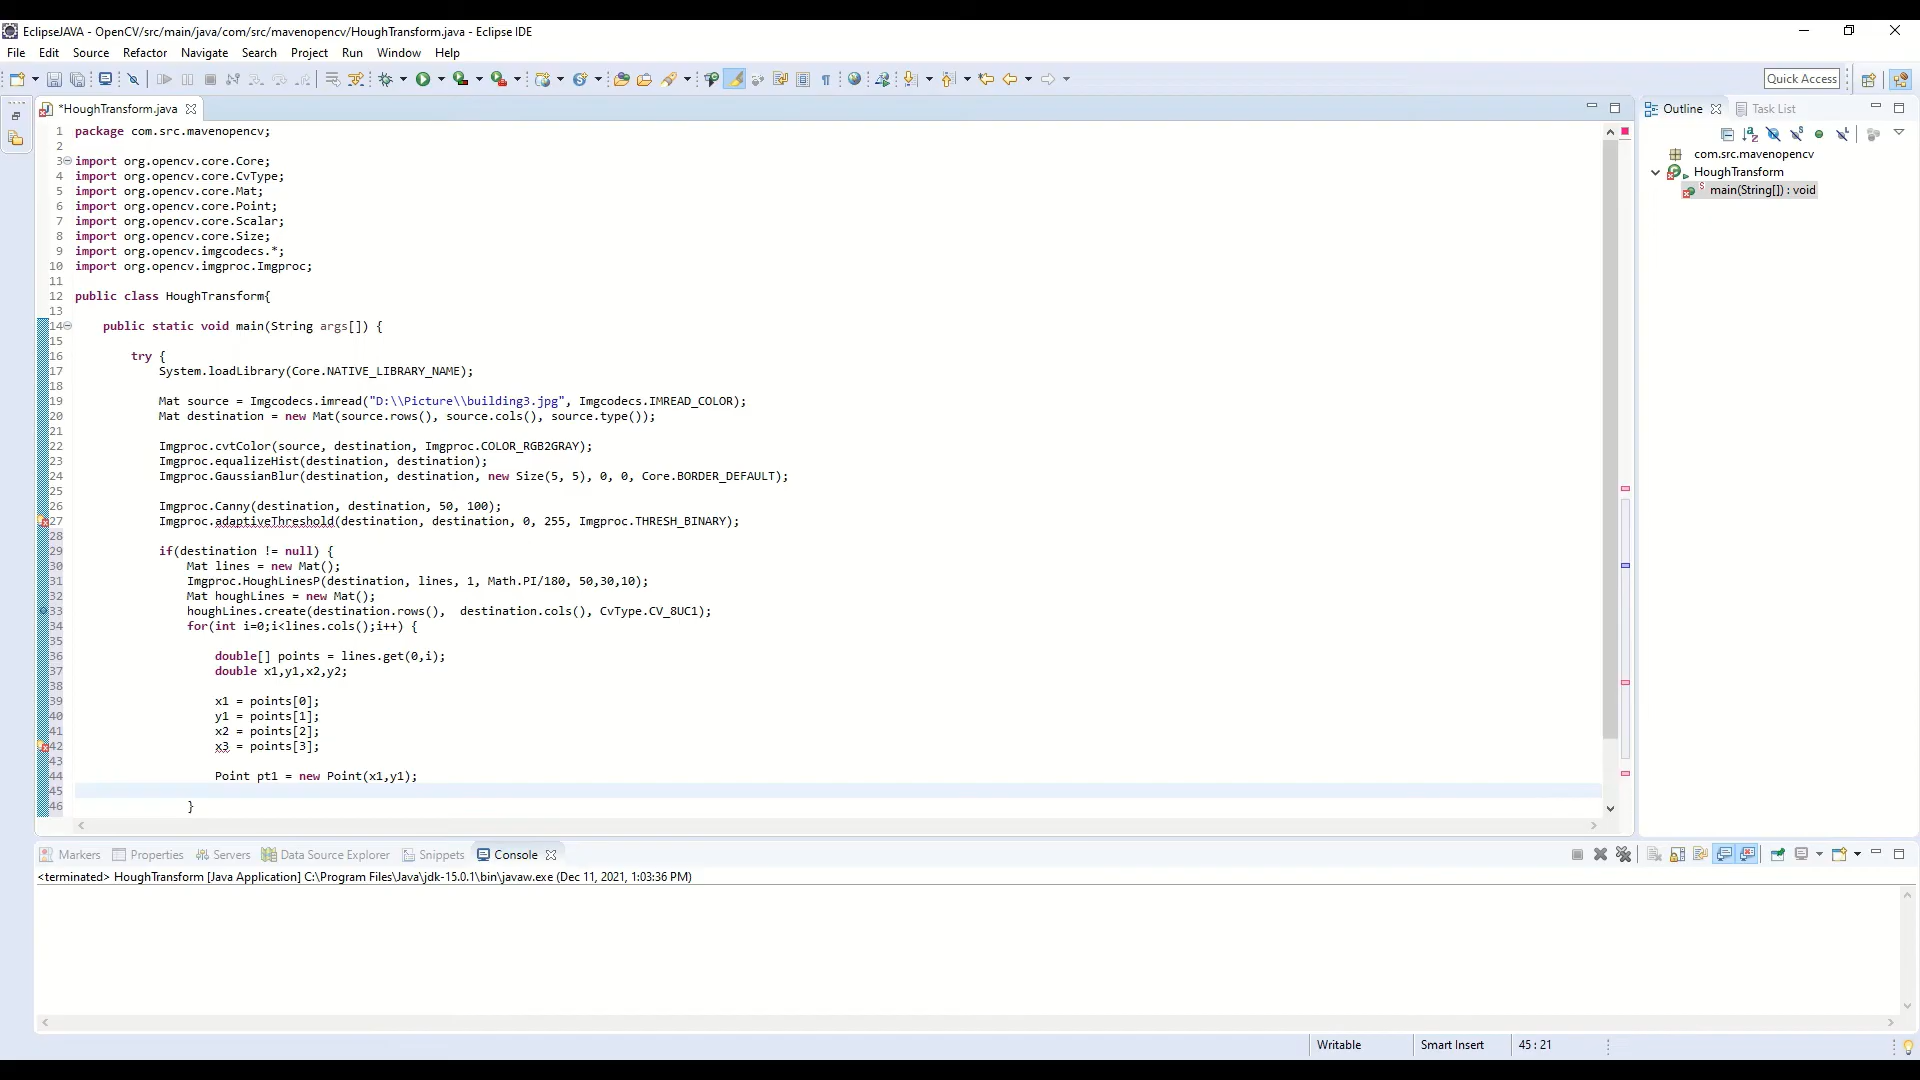 EclipseJAVA - OpenCV/src/main/java/com/src/mavenopencv/HoughTransform.java - Eclipse IDE
File Edit Source Refactor Navigate Search Project Run Window Help
Quick Access
*HoughTransform.java
1 package com.src.mavenopencv;
2
3 import org.opencv.core.Core;
4 import org.opencv.core.CvType;
5 import org.opencv.core.Mat;
6 import org.opencv.core.Point;
7 import org.opencv.core.Scalar;
8 import org.opencv.core.Size;
9 import org.opencv.imgcodecs.*;
10 import org.opencv.imgproc.Imgproc;
11
12 public class HoughTransform{
13
14 public static void main(String args[]) {
15
16 try {
17 System.loadLibrary(Core.NATIVE_LIBRARY_NAME);
18
19 Mat source = Imgcodecs.imread("D:\\Picture\\building3.jpg", Imgcodecs.IMREAD_COLOR);
20 Mat destination = new Mat(source.rows(), source.cols(), source.type());
21
22 Imgproc.cvtColor(source, destination, Imgproc.COLOR_RGB2GRAY);
23 Imgproc.equalizeHist(destination, destination);
24 Imgproc.GaussianBlur(destination, destination, new Size(5, 5), 0, 0, Core.BORDER_DEFAULT);
25
26 Imgproc.Canny(destination, destination, 50, 100);
27 Imgproc.adaptiveThreshold(destination, destination, 0, 255, Imgproc.THRESH_BINARY);
28
29 if(destination != null) {
30 Mat lines = new Mat();
31 Imgproc.HoughLinesP(destination, lines, 1, Math.PI/180, 50,30,10);
32 Mat houghLines = new Mat();
33 houghLines.create(destination.rows(), destination.cols(), CvType.CV_8UC1);
34 for(int i=0;i<lines.cols();i++) {
35
36 double[] points = lines.get(0,i);
37 double x1,y1,x2,y2;
38
39 x1 = points[0];
40 y1 = points[1];
41 x2 = points[2];
42 x3 = points[3];
43
44 Point pt1 = new Point(x1,y1);
45
46 }
Outline Task List
com.src.mavenopencv
HoughTransform
S main(String[]) : void
Markers Properties Servers Data Source Explorer Snippets Console
<terminated> HoughTransform [Java Application] C:\Program Files\Java\jdk-15.0.1\bin\javaw.exe (Dec 11, 2021, 1:03:36 PM)
Writable Smart Insert 45 : 21